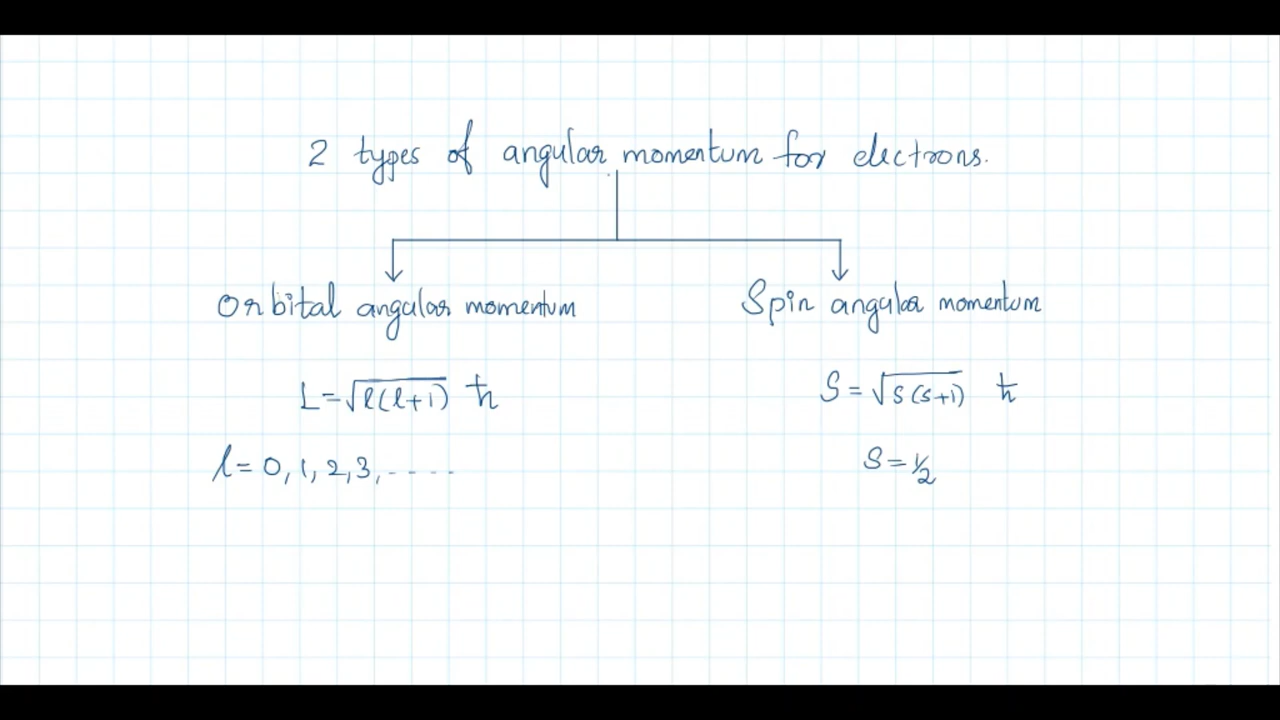 2 types of angular momentum for electrons.
Orbital angular momentum
Spin angular momentum
L = √l(l+1) ħ
S = √s(s+1) ħ
l = 0, 1, 2, 3, - - - -
S = 1/2